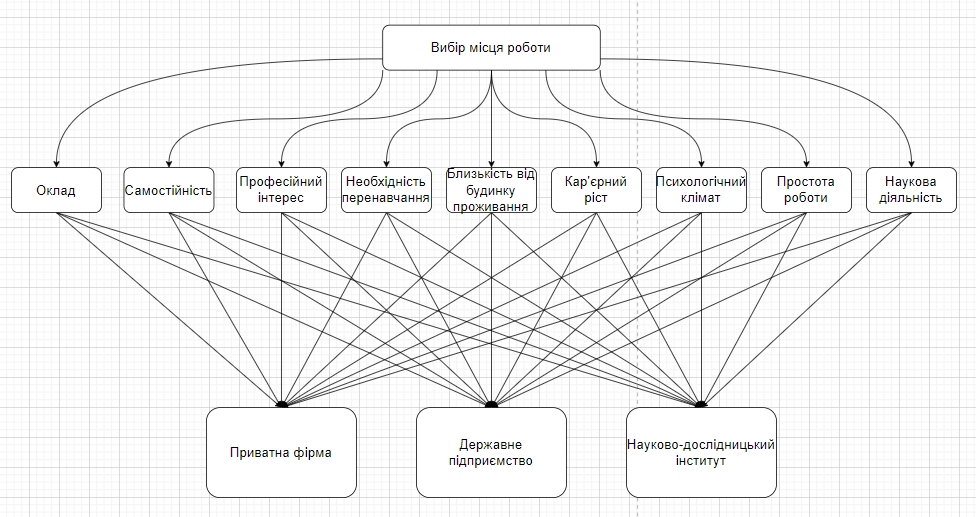 Вибір місця роботи
Оклад
Самостійність
Професійний
інтерес
Необхідність
перенавчання
Близькість від
будинку
проживання
Кар'єрний
ріст
Психологічний
клімат
Простота
роботи
Наукова
діяльність
Приватна фірма
Державне
підприємство
Науково-дослідницький
інститут